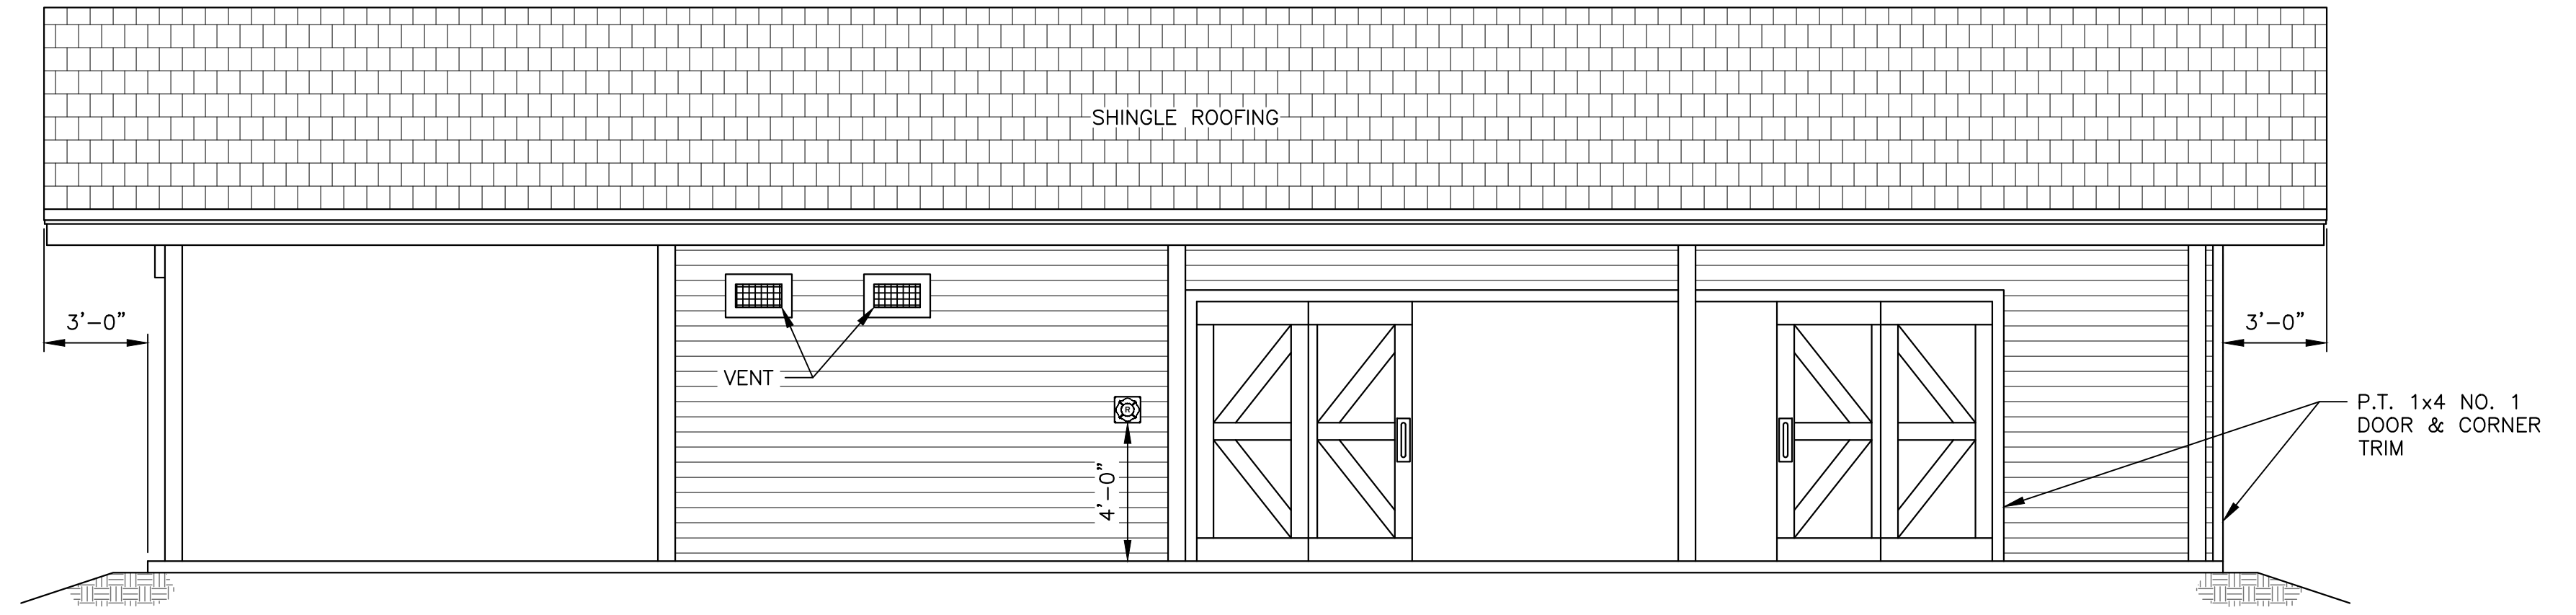 SHINGLE ROOFING
3'-0"
3'-0"
VENT
R
4'-0"
P.T. 1x4 NO. 1
DOOR & CORNER
TRIM